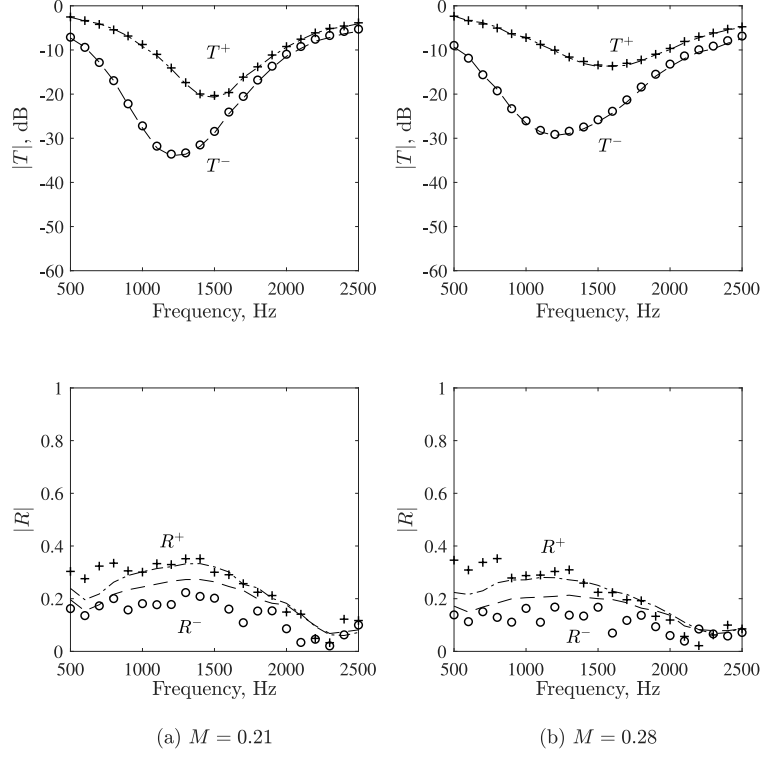 0
-10
-20
-30
-40
-50
-60
|T|, dB
T+
T−
500 1000 1500 2000 2500
Frequency, Hz
0
-10
-20
-30
-40
-50
-60
|T|, dB
T+
T−
500 1000 1500 2000 2500
Frequency, Hz
1
0.8
0.6
0.4
0.2
0
|R|
R+
R−
500 1000 1500 2000 2500
Frequency, Hz
(a) M = 0.21
1
0.8
0.6
0.4
0.2
0
|R|
R+
R−
500 1000 1500 2000 2500
Frequency, Hz
(b) M = 0.28